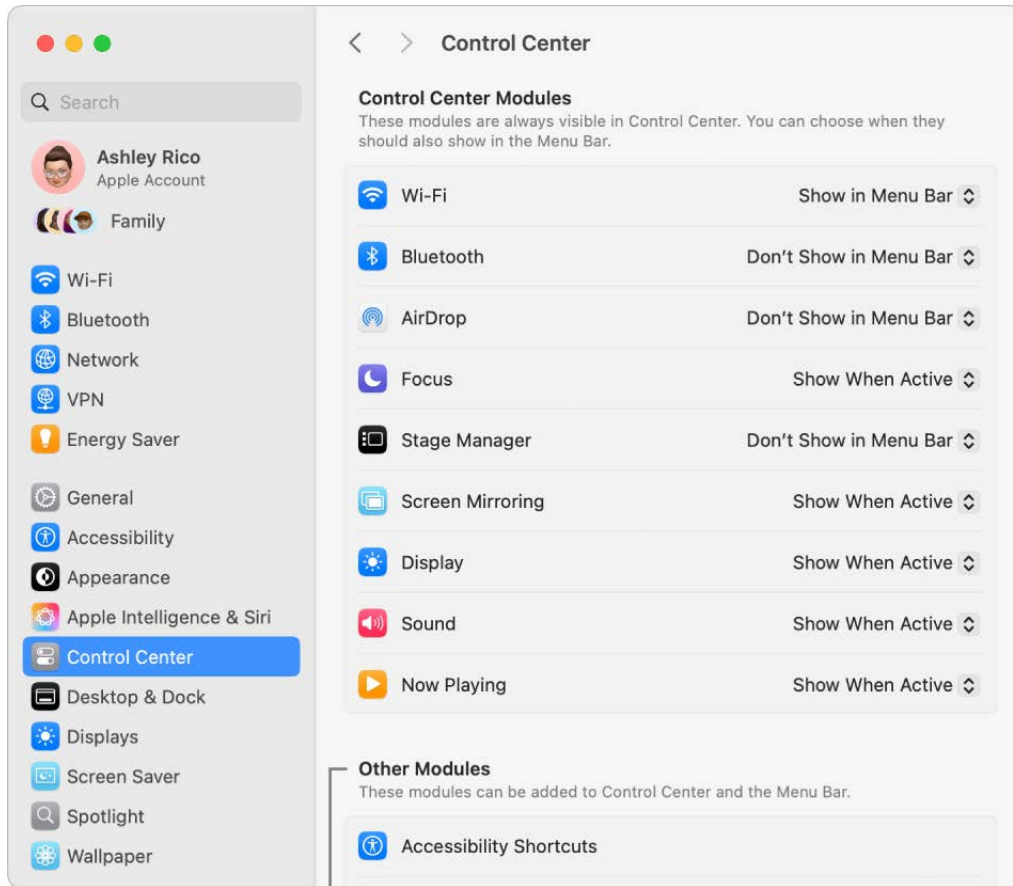 Search
Ashley Rico
Apple Account
Family
Wi-Fi
Bluetooth
Network
VPN
Energy Saver
General
Accessibility
Appearance
Apple Intelligence & Siri
Control Center
Desktop & Dock
Displays
Screen Saver
Spotlight
Wallpaper
Control Center
Control Center Modules
These modules are always visible in Control Center. You can choose when they
should also show in the Menu Bar.
Wi-Fi Show in Menu Bar
Bluetooth Don't Show in Menu Bar
AirDrop Don't Show in Menu Bar
Focus Show When Active
Stage Manager Don't Show in Menu Bar
Screen Mirroring Show When Active
Display Show When Active
Sound Show When Active
Now Playing Show When Active
Other Modules
These modules can be added to Control Center and the Menu Bar.
Accessibility Shortcuts